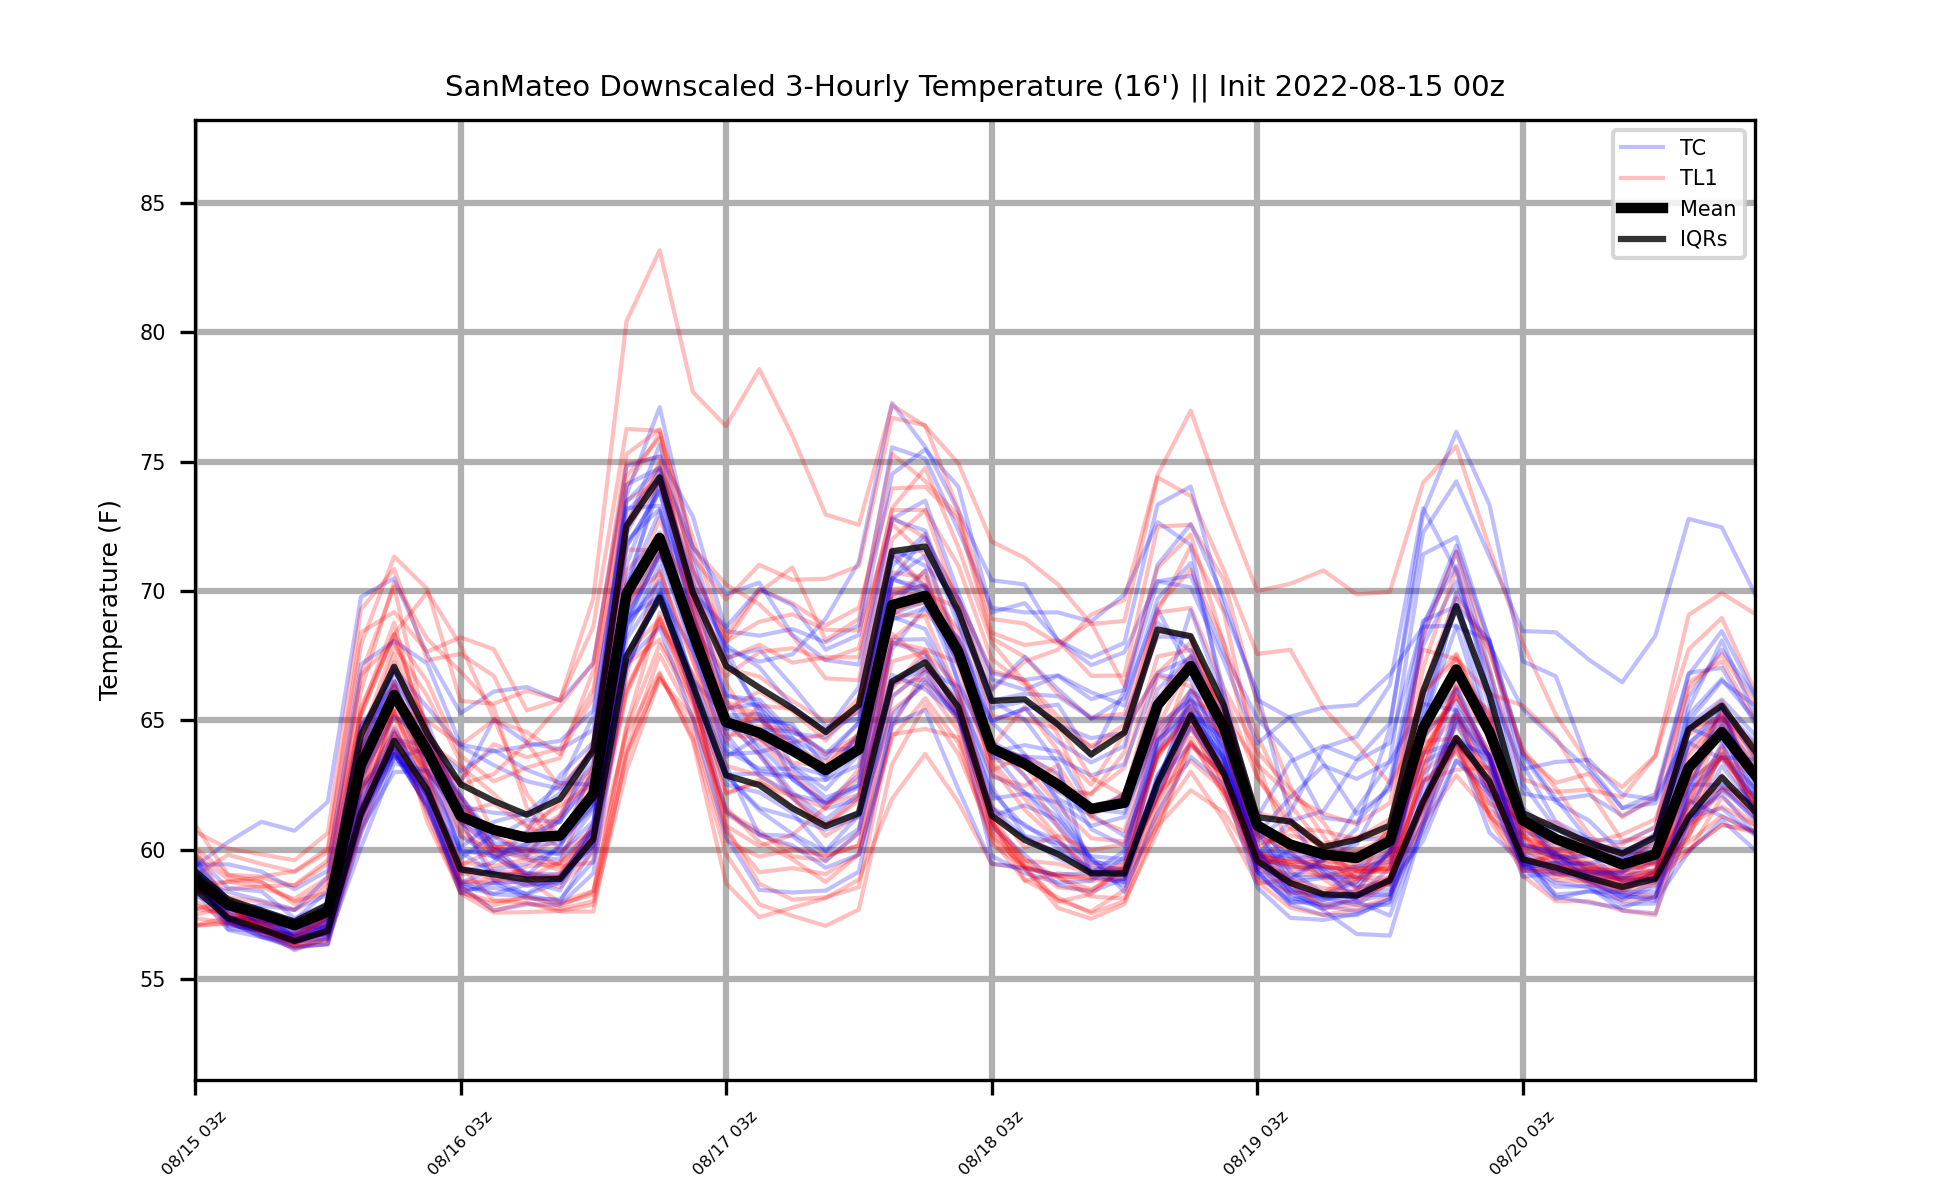 SanMateo Downscaled 3-Hourly Temperature (16') || Init 2022-08-15 00z
TC
TL1
Mean
IQRs
Temperature (F)
85
80
75
70
65
60
55
08/15 03z
08/16 03z
08/17 03z
08/18 03z
08/19 03z
08/20 03z